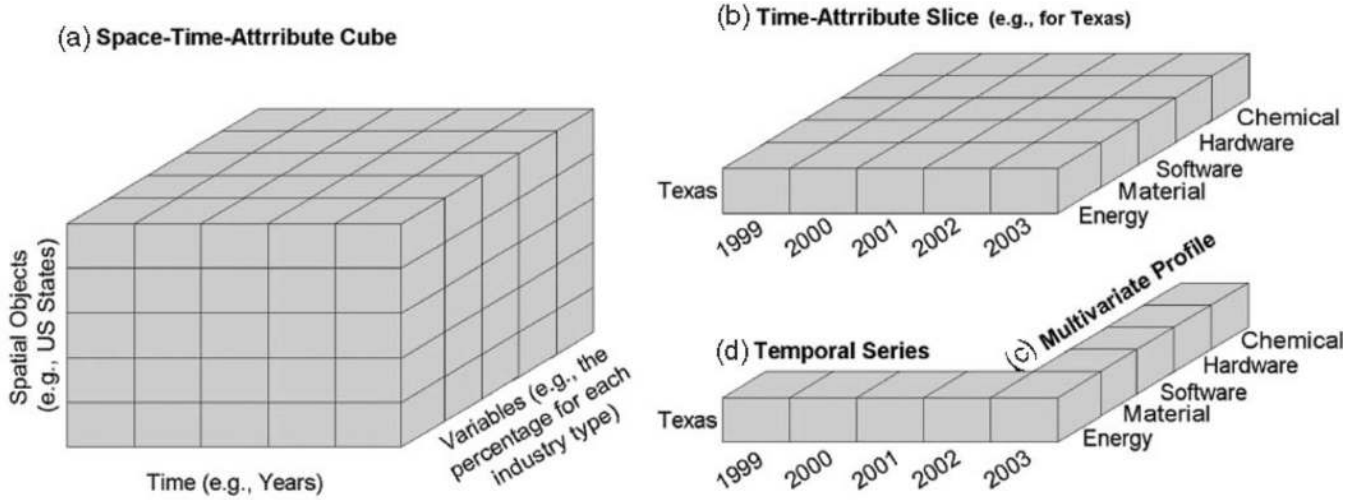 (a) Space-Time-Attrribute Cube
Spatial Objects
(e.g., US States)
Time (e.g., Years)
Variables (e.g., the
percentage for each
industry type)
(b) Time-Attrribute Slice (e.g., for Texas)
Texas
1999
2000
2001
2002
2003
Energy
Material
Software
Hardware
Chemical
(c) Multivariate Profile
(d) Temporal Series
Texas
1999
2000
2001
2002
2003
Energy
Material
Software
Hardware
Chemical